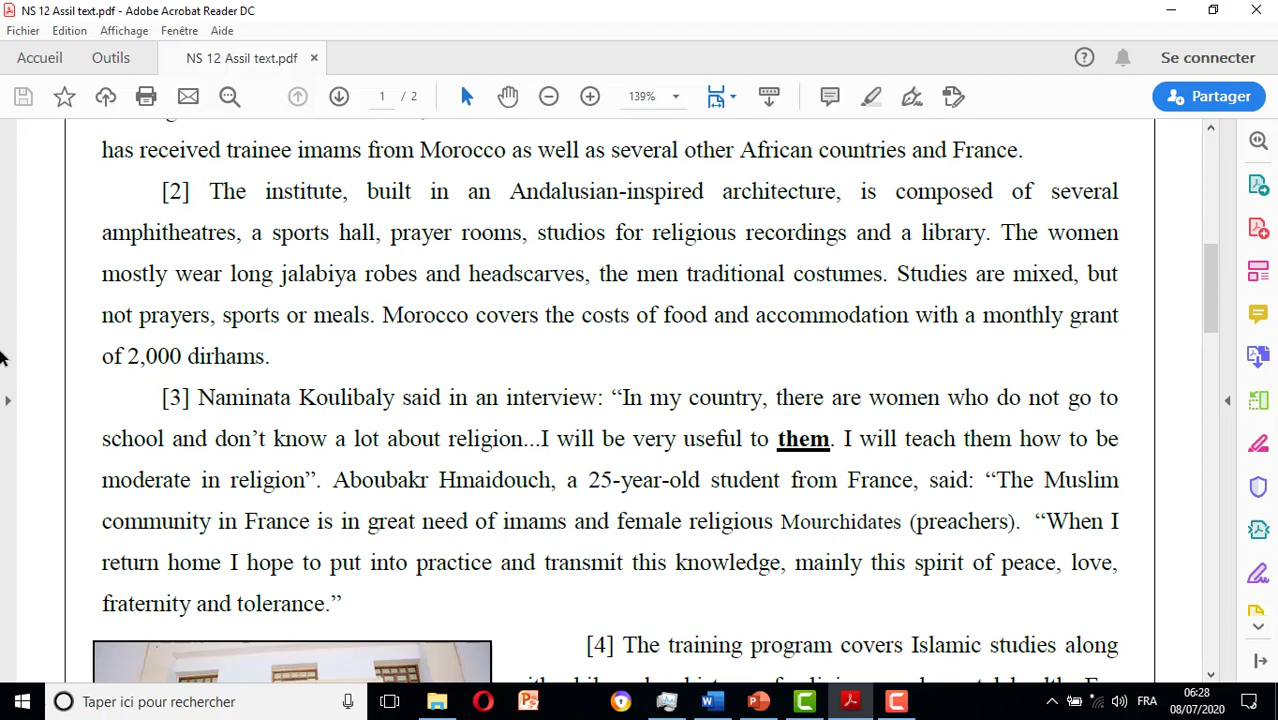 NS 12 Assil text.pdf - Adobe Acrobat Reader DC
Fichier Edition Affichage Fenêtre Aide
Accueil Outils NS 12 Assil text.pdf × Se connecter
1 / 2 139% Partager
has received trainee imams from Morocco as well as several other African countries and France.
[2] The institute, built in an Andalusian-inspired architecture, is composed of several
amphitheatres, a sports hall, prayer rooms, studios for religious recordings and a library. The women
mostly wear long jalabiya robes and headscarves, the men traditional costumes. Studies are mixed, but
not prayers, sports or meals. Morocco covers the costs of food and accommodation with a monthly grant
of 2,000 dirhams.
[3] Naminata Koulibaly said in an interview: “In my country, there are women who do not go to
school and don’t know a lot about religion...I will be very useful to them. I will teach them how to be
moderate in religion”. Aboubakr Hmaidouch, a 25-year-old student from France, said: “The Muslim
community in France is in great need of imams and female religious Mourchidates (preachers). “When I
return home I hope to put into practice and transmit this knowledge, mainly this spirit of peace, love,
fraternity and tolerance.”
[4] The training program covers Islamic studies along
Taper ici pour rechercher
FRA
06:28
08/07/2020